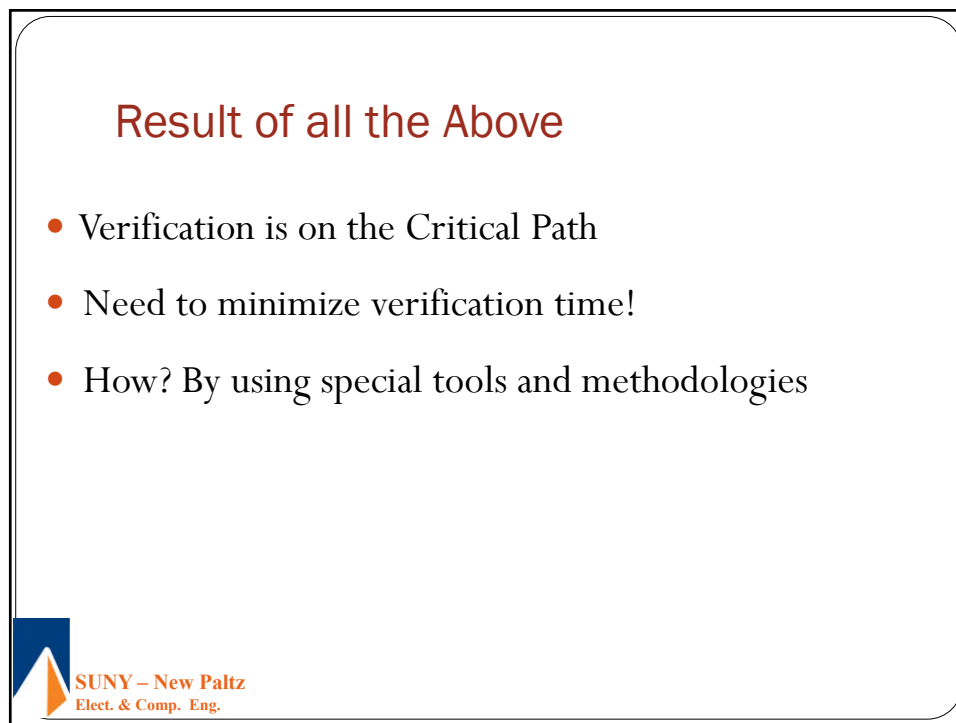 Result of all the Above
• Verification is on the Critical Path
• Need to minimize verification time!
• How? By using special tools and methodologies
SUNY – New Paltz
Elect. & Comp. Eng.